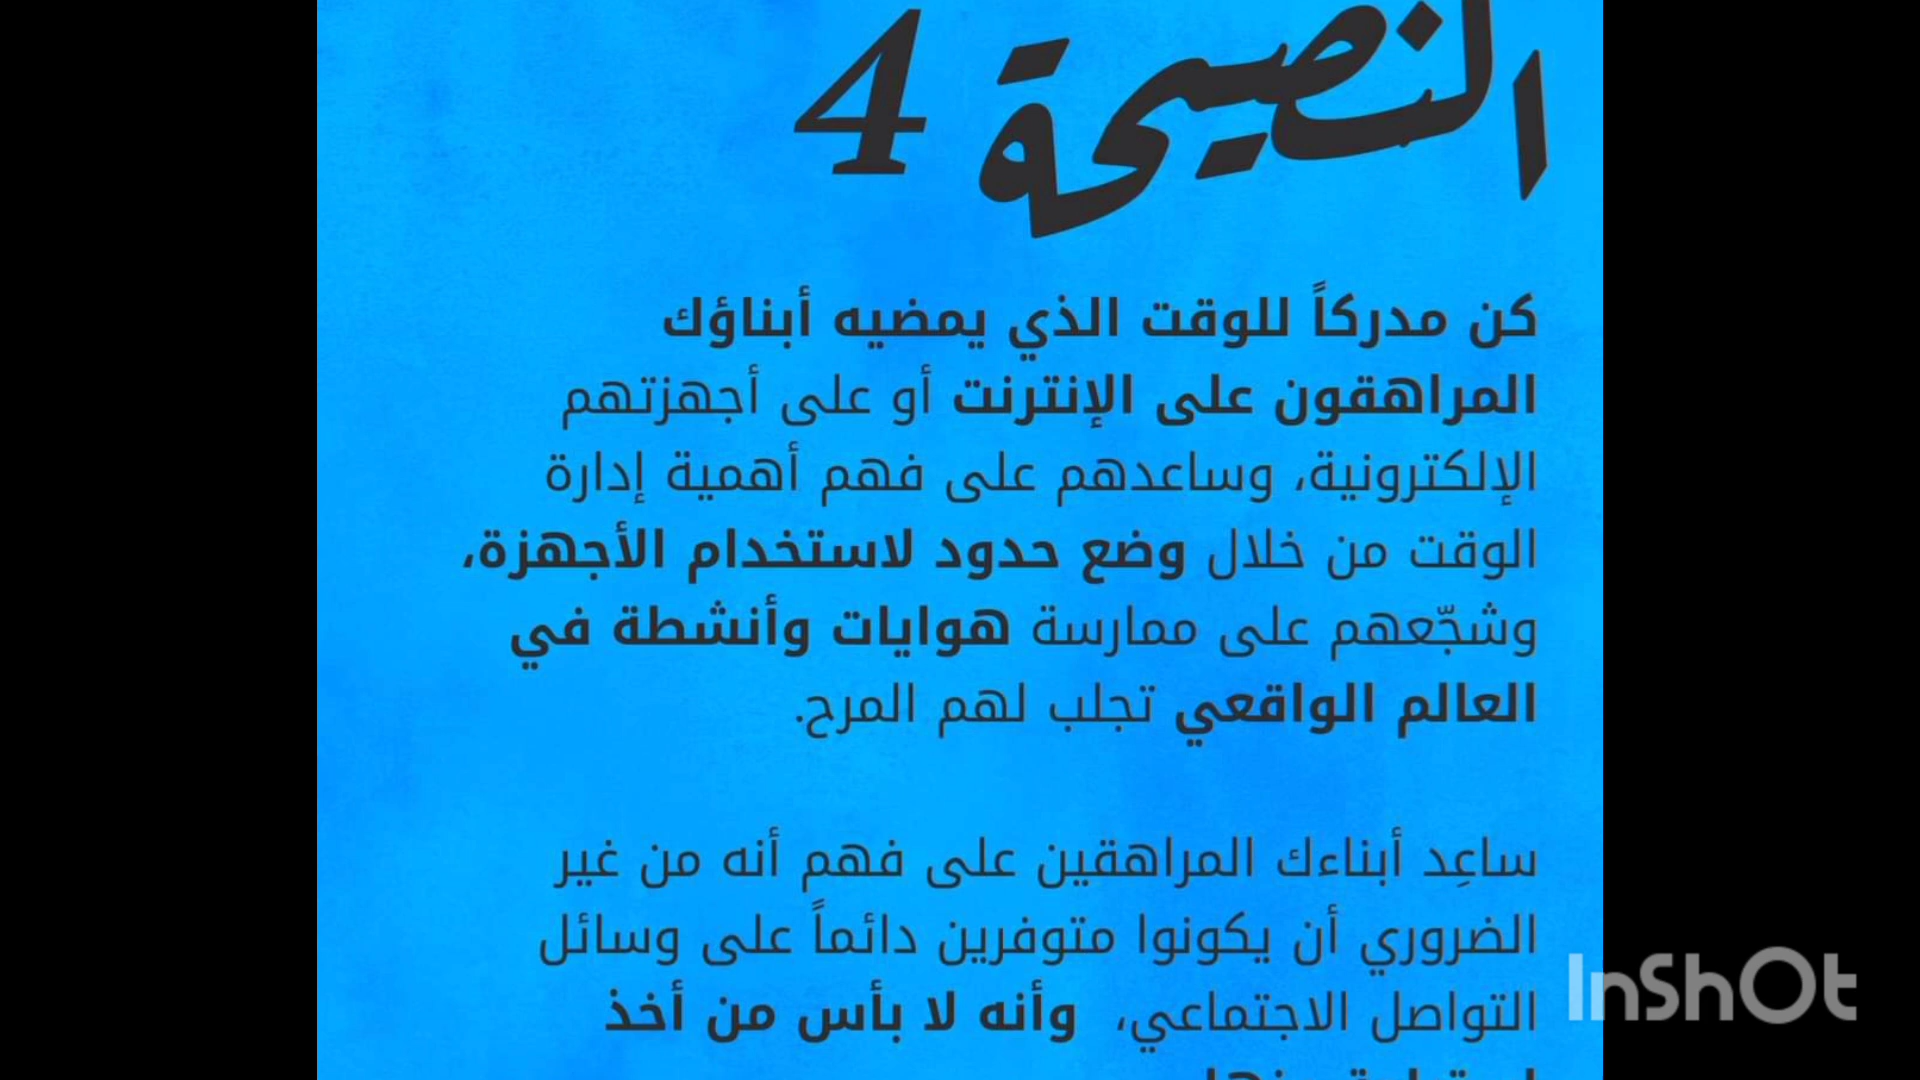 النصيحة 4
كن مدركاً للوقت الذي يمضيه أبناؤك
المراهقون على الإنترنت أو على أجهزتهم
الإلكترونية، وساعدهم على فهم أهمية إدارة
الوقت من خلال وضع حدود لاستخدام الأجهزة،
وشجّعهم على ممارسة هوايات وأنشطة في
العالم الواقعي تجلب لهم المرح.
ساعِد أبناءك المراهقين على فهم أنه من غير
الضروري أن يكونوا متوفرين دائماً على وسائل
التواصل الاجتماعي، وأنه لا بأس من أخذ
InShOt